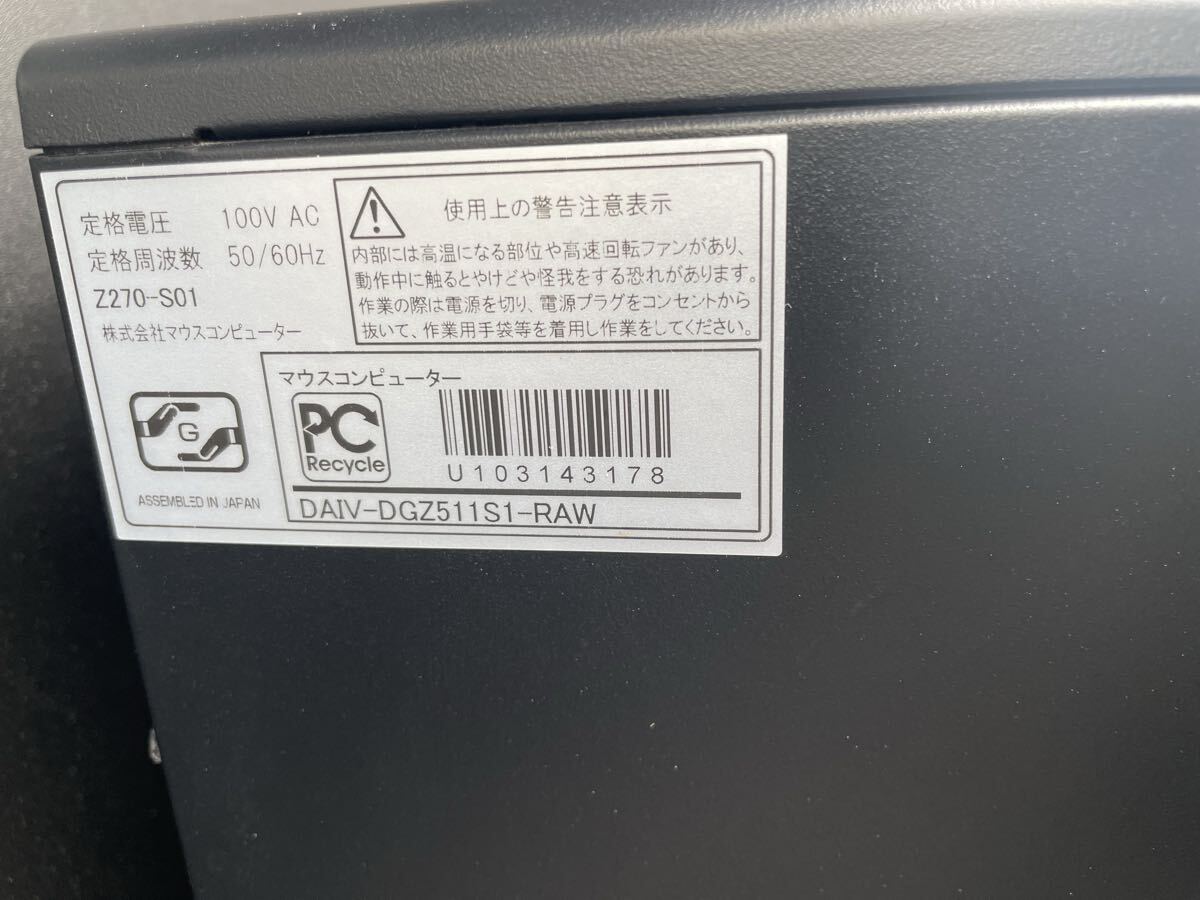 定格電圧 100V AC
定格周波数 50/60Hz
Z270-S01
株式会社マウスコンピューター
使用上の警告注意表示
内部には高温になる部位や高速回転ファンがあり、
動作中に触るとやけどや怪我をする恐れがあります。
作業の際は電源を切り、電源プラグをコンセントから
抜いて、作業用手袋等を着用し作業をしてください。
G
ASSEMBLED IN JAPAN
マウスコンピューター
PC
Recycle
U103143178
DAIV-DGZ511S1-RAW